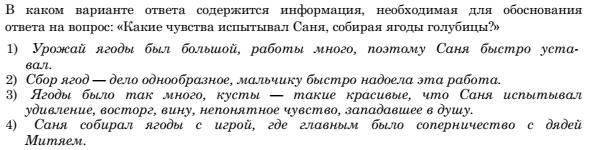 В каком варианте ответа содержится информация, необходимая для обоснования
ответа на вопрос: «Какие чувства испытывал Саня, собирая ягоды голубицы?»
1) Урожай ягоды был большой, работы много, поэтому Саня быстро уста-
вал.
2) Сбор ягод — дело однообразное, мальчику быстро надоела эта работа.
3) Ягоды было так много, кусты — такие красивые, что Саня испытывал
удивление, восторг, вину, непонятное чувство, западавшее в душу.
4) Саня собирал ягоды с игрой, где главным было соперничество с дядей
Митяем.